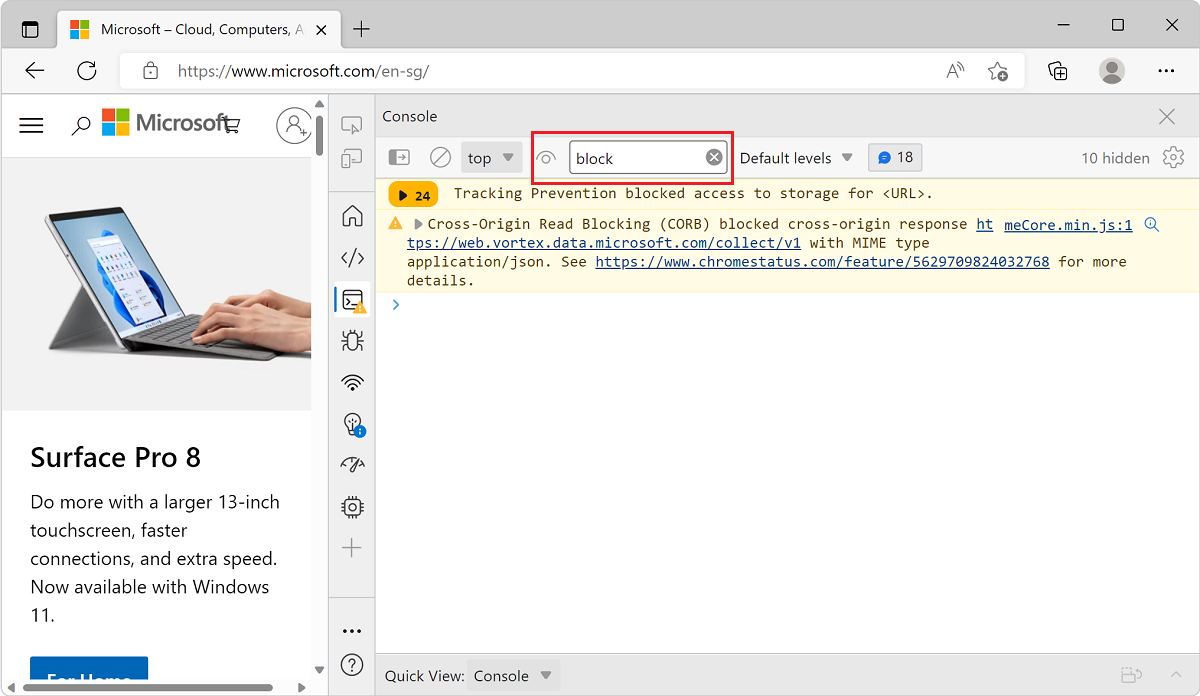 Microsoft – Cloud, Computers, A
https://www.microsoft.com/en-sg/
Microsoft
Surface Pro 8
Do more with a larger 13-inch
touchscreen, faster
connections, and extra speed.
Now available with Windows
11.
For Home
Console
top
block
Default levels
18
10 hidden
24 Tracking Prevention blocked access to storage for <URL>.
Cross-Origin Read Blocking (CORB) blocked cross-origin response ht meCore.min.js:1
tps://web.vortex.data.microsoft.com/collect/v1 with MIME type
application/json. See https://www.chromestatus.com/feature/5629709824032768 for more
details.
Quick View: Console